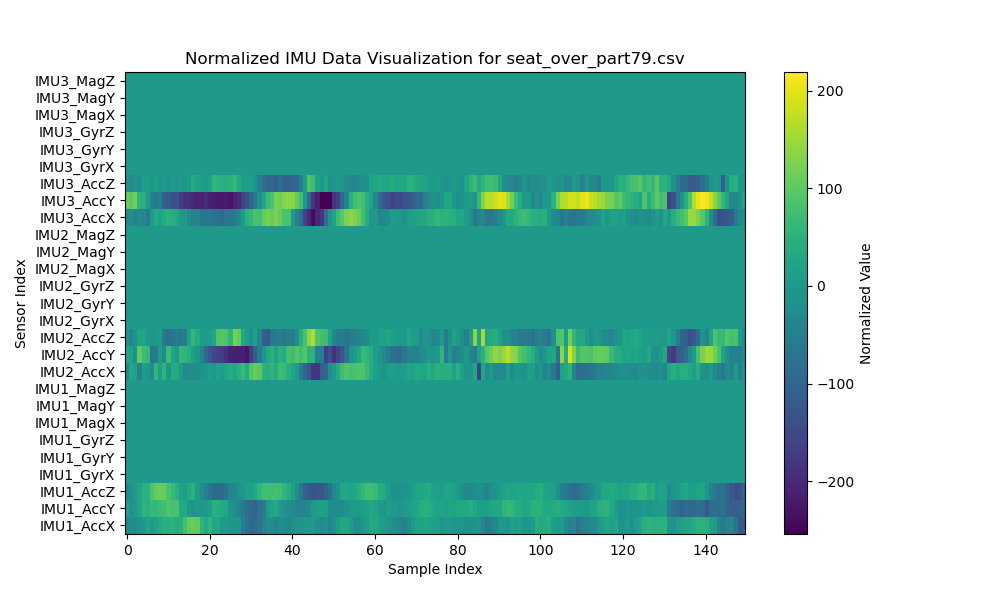 Normalized IMU Data Visualization for seat_over_part79.csv
IMU3_MagZ
IMU3_MagY
IMU3_MagX
IMU3_GyrZ
IMU3_GyrY
IMU3_GyrX
IMU3_AccZ
IMU3_AccY
IMU3_AccX
IMU2_MagZ
IMU2_MagY
IMU2_MagX
IMU2_GyrZ
IMU2_GyrY
IMU2_GyrX
IMU2_AccZ
IMU2_AccY
IMU2_AccX
IMU1_MagZ
IMU1_MagY
IMU1_MagX
IMU1_GyrZ
IMU1_GyrY
IMU1_GyrX
IMU1_AccZ
IMU1_AccY
IMU1_AccX
Sensor Index
0 20 40 60 80 100 120 140
Sample Index
200
100
0
−100
−200
Normalized Value